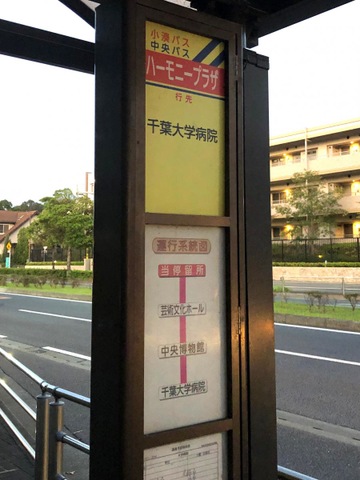 小湊バス
中央バス
ハーモニープラザ
行先
千葉大学病院
運行系統図
当停留所
芸術文化ホール
中央博物館
千葉大学病院